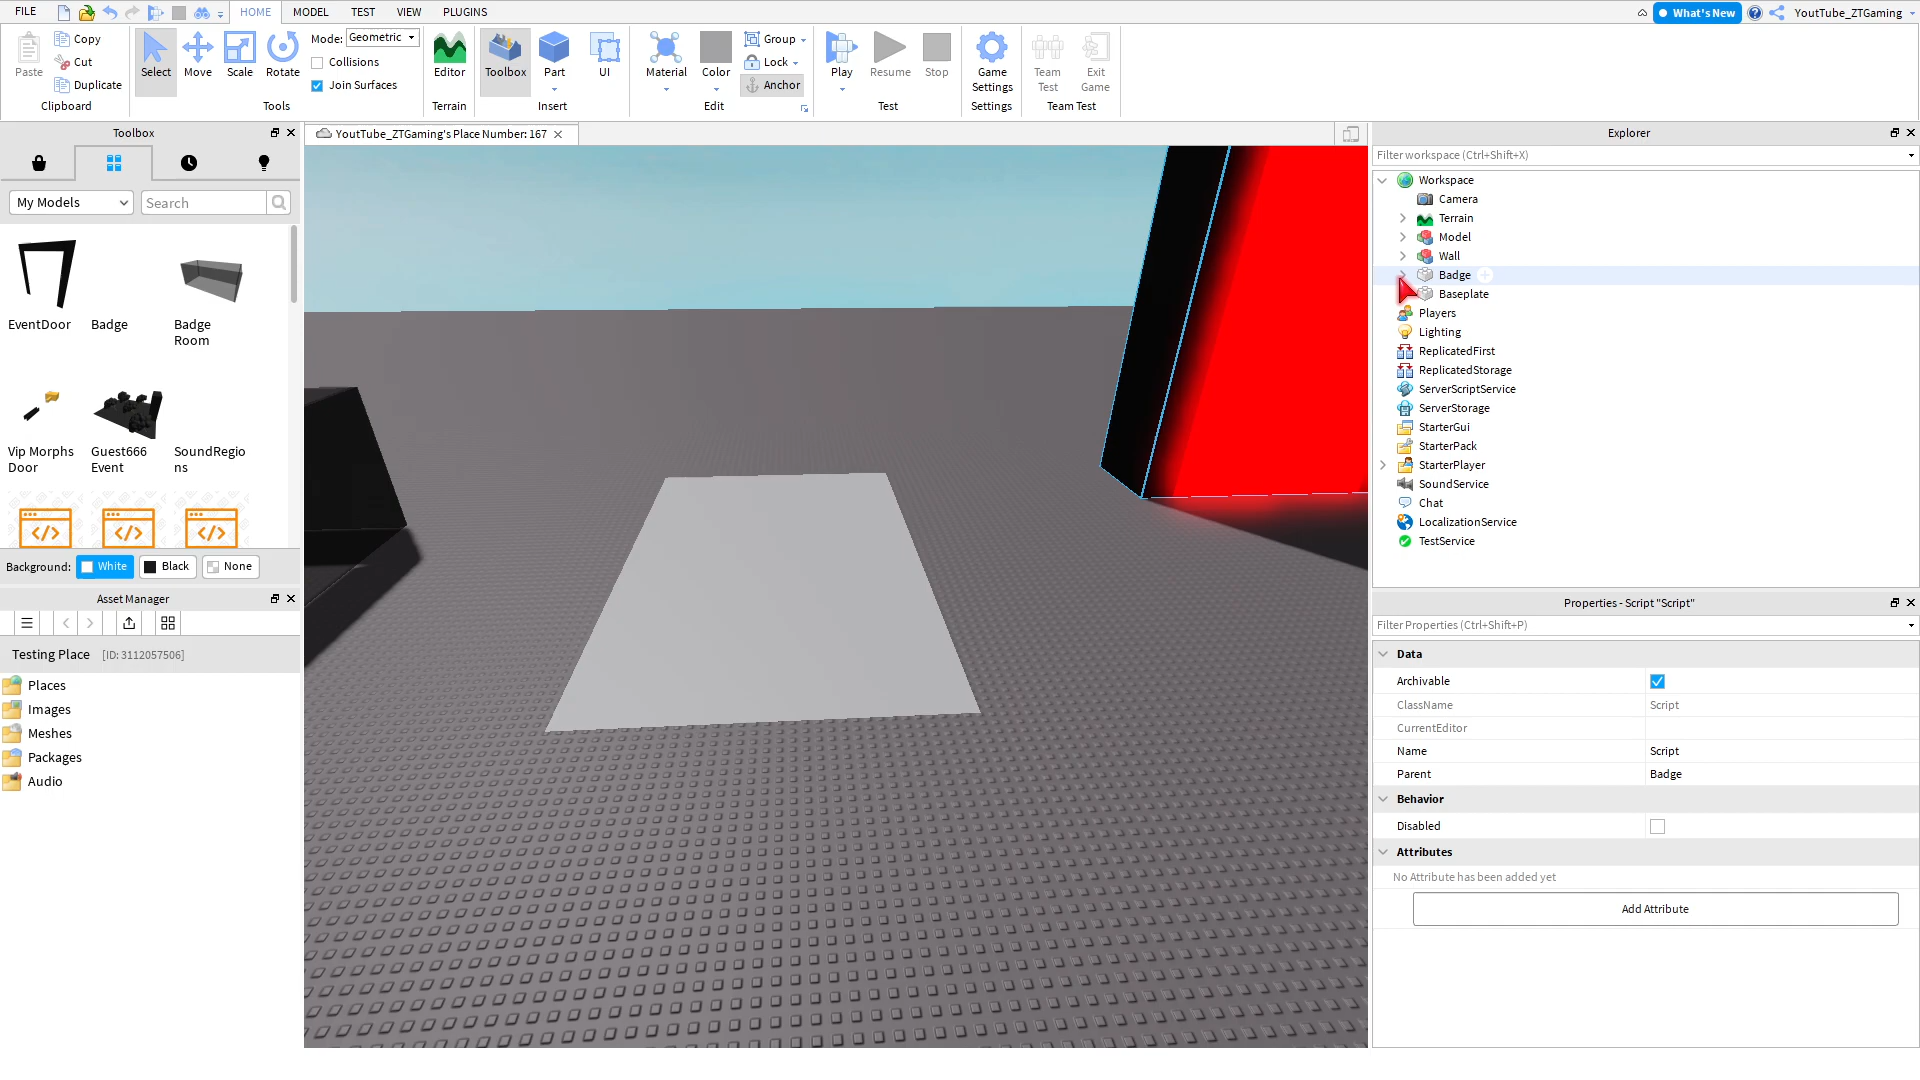 FILE
HOME
MODEL
TEST
VIEW
PLUGINS
What's New
YoutTube_ZTGaming
Paste
Copy
Cut
Duplicate
Clipboard
Select
Move
Scale
Rotate
Mode: Geometric
Collisions
Join Surfaces
Tools
Editor
Terrain
Toolbox
Part
UI
Insert
Material
Color
Group
Lock
Anchor
Edit
Play
Resume
Stop
Test
Game
Settings
Settings
Team
Test
Exit
Game
Team Test
Toolbox
My Models
Search
EventDoor
Badge
Badge
Room
Vip Morphs
Door
Guest666
Event
SoundRegio
ns
Background:
White
Black
None
Asset Manager
Testing Place
[ID: 3112057506]
Places
Images
Meshes
Packages
Audio
YoutTube_ZTGaming's Place Number: 167
Explorer
Filter workspace (Ctrl+Shift+X)
Workspace
Camera
Terrain
Model
Wall
Badge
Baseplate
Players
Lighting
ReplicatedFirst
ReplicatedStorage
ServerScriptService
ServerStorage
StarterGui
StarterPack
StarterPlayer
SoundService
Chat
LocalizationService
TestService
Properties - Script "Script"
Filter Properties (Ctrl+Shift+P)
Data
Archivable
ClassName Script
CurrentEditor
Name Script
Parent Badge
Behavior
Disabled
Attributes
No Attribute has been added yet
Add Attribute